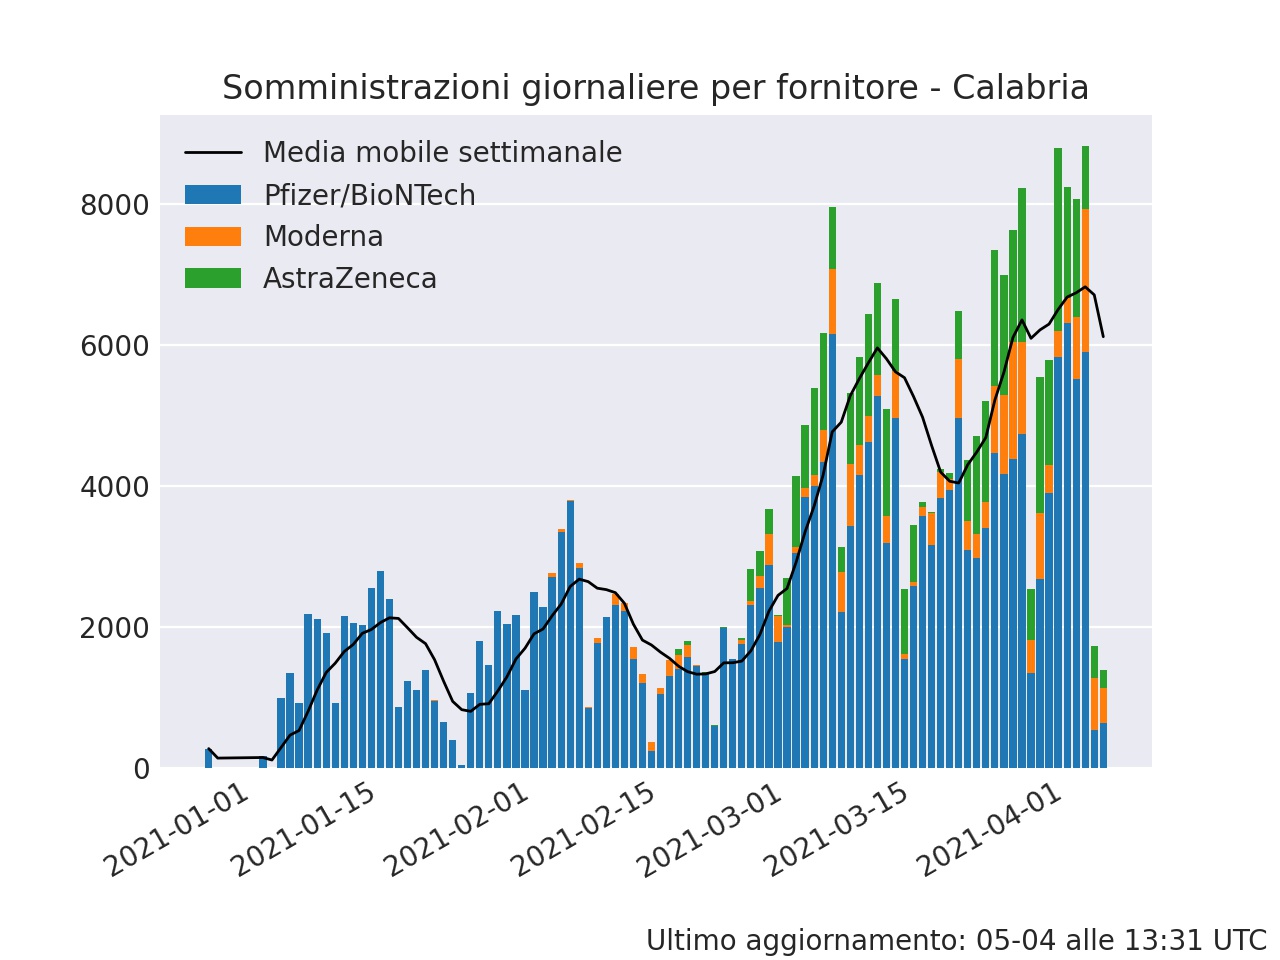 Somministrazioni giornaliere per fornitore - Calabria
Media mobile settimanale
Pfizer/BioNTech
Moderna
AstraZeneca
8000
6000
4000
2000
0
2021-01-01
2021-01-15
2021-02-01
2021-02-15
2021-03-01
2021-03-15
2021-04-01
Ultimo aggiornamento: 05-04 alle 13:31 UTC